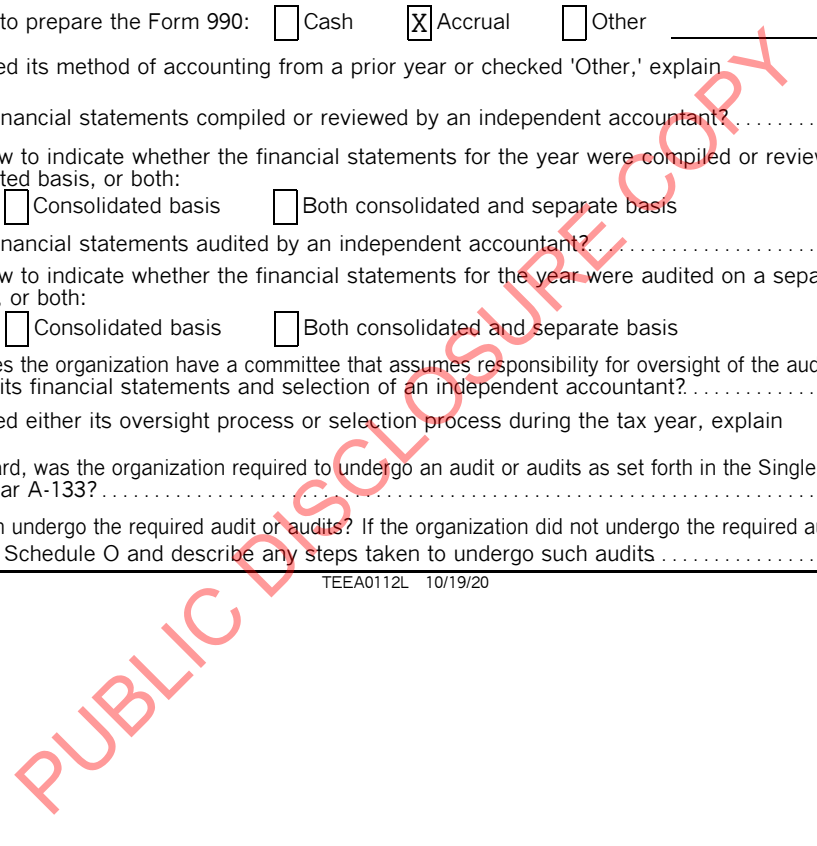 to prepare the Form 990: Cash X Accrual Other
ed its method of accounting from a prior year or checked 'Other,' explain
nancial statements compiled or reviewed by an independent accountant? . . . . . . . .
w to indicate whether the financial statements for the year were compiled or review
ted basis, or both:
Consolidated basis Both consolidated and separate basis
nancial statements audited by an independent accountant?. . . . . . . . . . . . . . . . . . . . . .
w to indicate whether the financial statements for the year were audited on a sepa
, or both:
Consolidated basis Both consolidated and separate basis
es the organization have a committee that assumes responsibility for oversight of the aud
its financial statements and selection of an independent accountant?. . . . . . . . . . . . .
ed either its oversight process or selection process during the tax year, explain
ard, was the organization required to undergo an audit or audits as set forth in the Single
ar A-133? . . . . . . . . . . . . . . . . . . . . . . . . . . . . . . . . . . . . . . . . . . . . . . . . . . . . . . . . . . . . . . . . . . . .
n undergo the required audit or audits? If the organization did not undergo the required au
Schedule O and describe any steps taken to undergo such audits. . . . . . . . . . . . . . . .
TEEA0112L 10/19/20
PUBLIC DISCLOSURE COPY